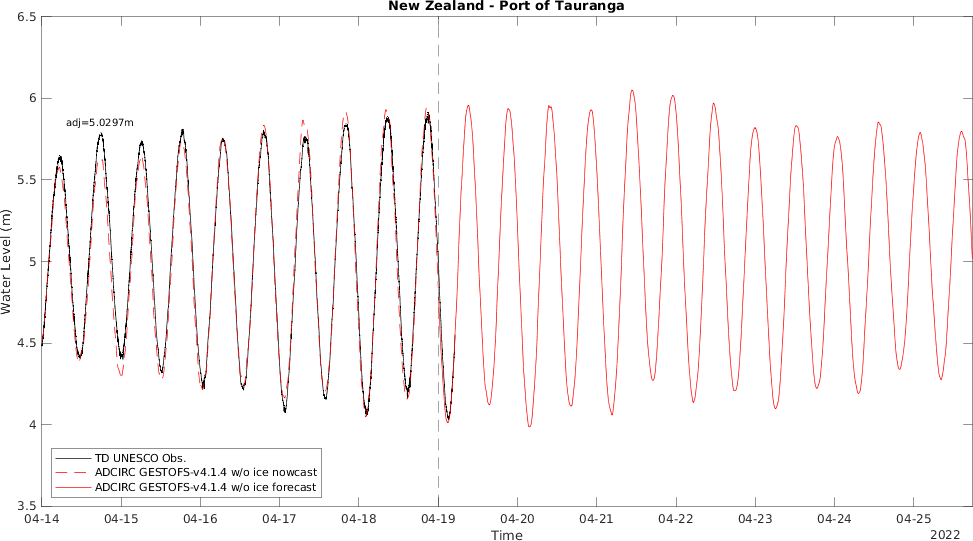 New Zealand - Port of Tauranga
6.5
6
5.5
5
4.5
4
3.5
Water Level (m)
adj=5.0297m
TD UNESCO Obs.
ADCIRC GESTOFS-v4.1.4 w/o ice nowcast
ADCIRC GESTOFS-v4.1.4 w/o ice forecast
04-14 04-15 04-16 04-17 04-18 04-19 04-20 04-21 04-22 04-23 04-24 04-25
Time
2022